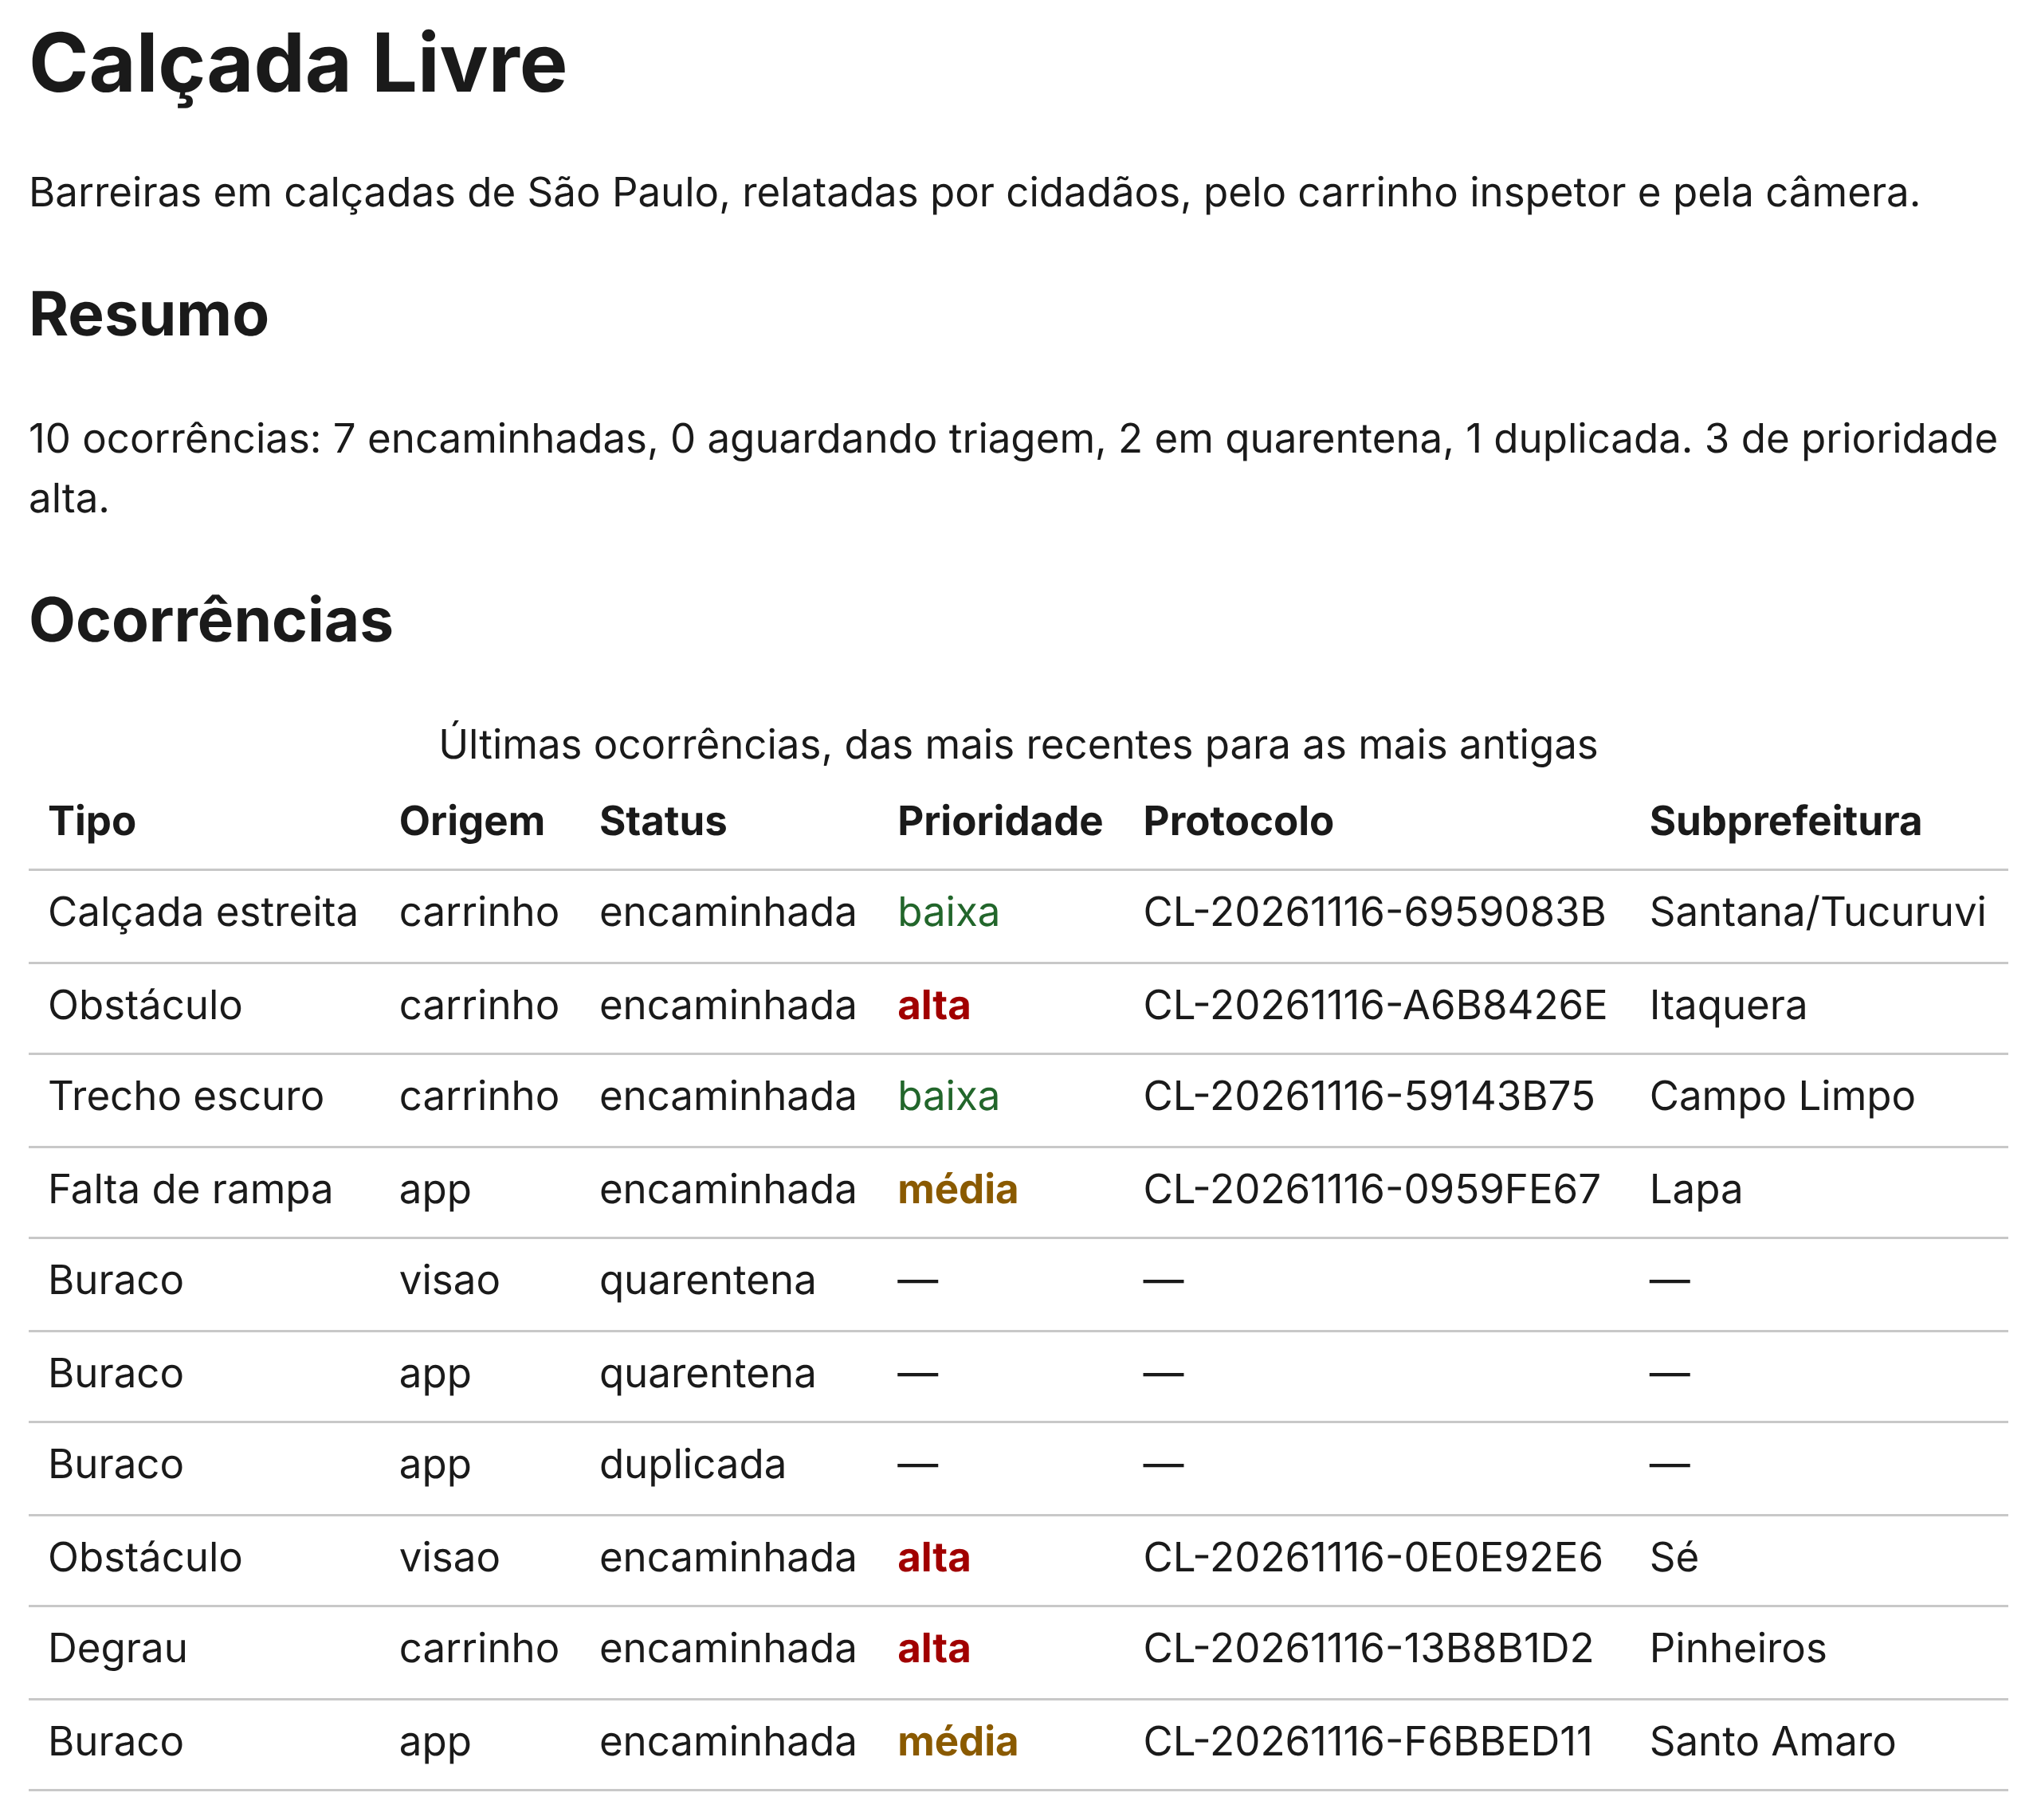 Calçada Livre
Barreiras em calçadas de São Paulo, relatadas por cidadãos, pelo carrinho inspetor e pela câmera.
Resumo
10 ocorrências: 7 encaminhadas, 0 aguardando triagem, 2 em quarentena, 1 duplicada. 3 de prioridade
alta.
Ocorrências
Últimas ocorrências, das mais recentes para as mais antigas
Tipo Origem Status Prioridade Protocolo Subprefeitura
Calçada estreita carrinho encaminhada baixa CL-20261116-6959083B Santana/Tucuruvi
Obstáculo carrinho encaminhada alta CL-20261116-A6B8426E Itaquera
Trecho escuro carrinho encaminhada baixa CL-20261116-59143B75 Campo Limpo
Falta de rampa app encaminhada média CL-20261116-0959FE67 Lapa
Buraco visao quarentena — — —
Buraco app quarentena — — —
Buraco app duplicada — — —
Obstáculo visao encaminhada alta CL-20261116-0E0E92E6 Sé
Degrau carrinho encaminhada alta CL-20261116-13B8B1D2 Pinheiros
Buraco app encaminhada média CL-20261116-F6BBED11 Santo Amaro